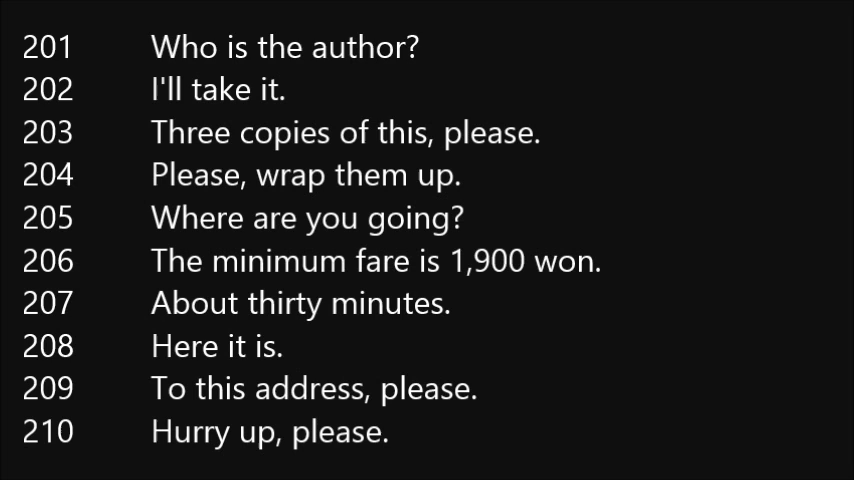 201 Who is the author?
202 I'll take it.
203 Three copies of this, please.
204 Please, wrap them up.
205 Where are you going?
206 The minimum fare is 1,900 won.
207 About thirty minutes.
208 Here it is.
209 To this address, please.
210 Hurry up, please.